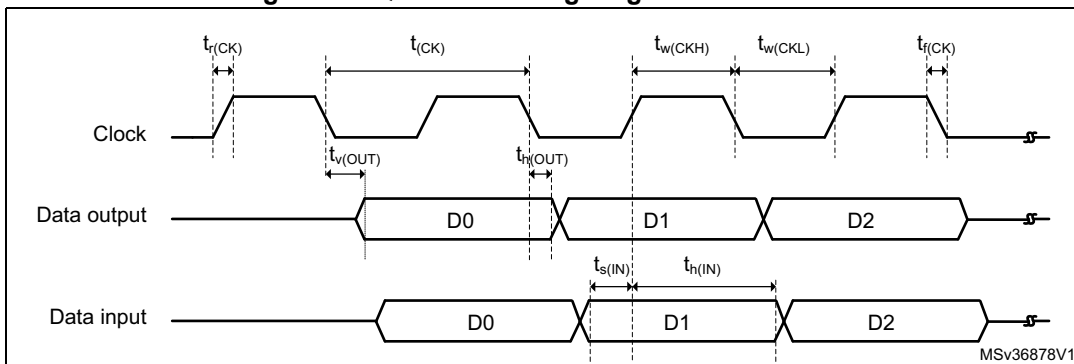 t_r(CK) t_(CK) t_w(CKH) t_w(CKL) t_f(CK)
Clock
t_v(OUT) t_h(OUT)
Data output D0 D1 D2
t_s(IN) t_h(IN)
Data input D0 D1 D2
MSv36878V1